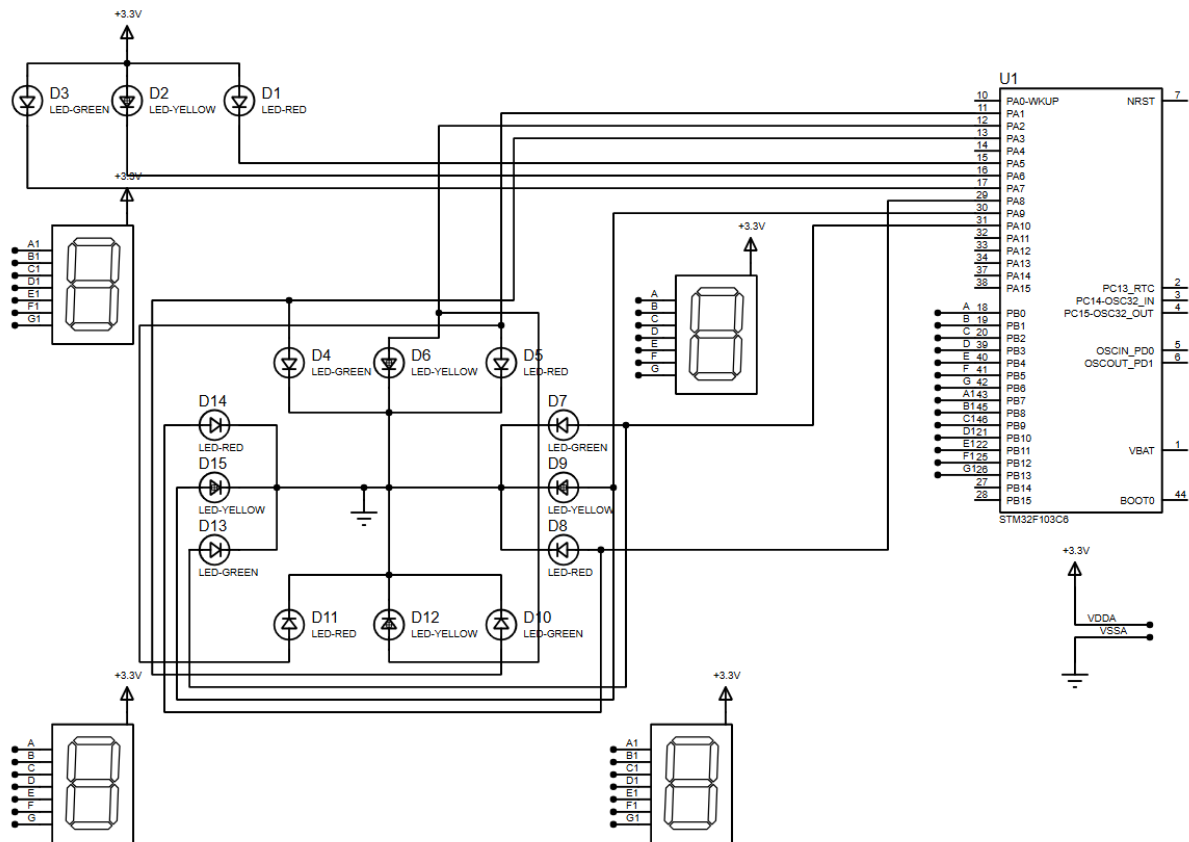 +3.3V
D3
LED-GREEN
D2
LED-YELLOW
D1
LED-RED
+3.3V
A1
B1
C1
D1
E1
F1
G1
+3.3V
A
B
C
D
E
F
G
D4
LED-GREEN
D6
LED-YELLOW
D5
LED-RED
D14
LED-RED
D15
LED-YELLOW
D13
LED-GREEN
D7
LED-GREEN
D9
LED-YELLOW
D8
LED-RED
D11
LED-RED
D12
LED-YELLOW
D10
LED-GREEN
U1
10 PA0-WKUP
11 PA1
12 PA2
13 PA3
14 PA4
15 PA5
16 PA6
17 PA7
29 PA8
30 PA9
31 PA10
32 PA11
33 PA12
34 PA13
37 PA14
38 PA15
A 18 PB0
B 19 PB1
C 20 PB2
D 39 PB3
E 40 PB4
F 41 PB5
G 42 PB6
A1 43 PB7
B1 45 PB8
C1 46 PB9
D1 21 PB10
E1 22 PB11
F1 25 PB12
G1 26 PB13
27 PB14
28 PB15
NRST 7
PC13_RTC 2
PC14-OSC32_IN 3
PC15-OSC32_OUT 4
OSCIN_PD0 5
OSCOUT_PD1 6
VBAT 1
BOOT0 44
STM32F103C6
+3.3V
VDDA
VSSA
+3.3V
A
B
C
D
E
F
G
+3.3V
A1
B1
C1
D1
E1
F1
G1